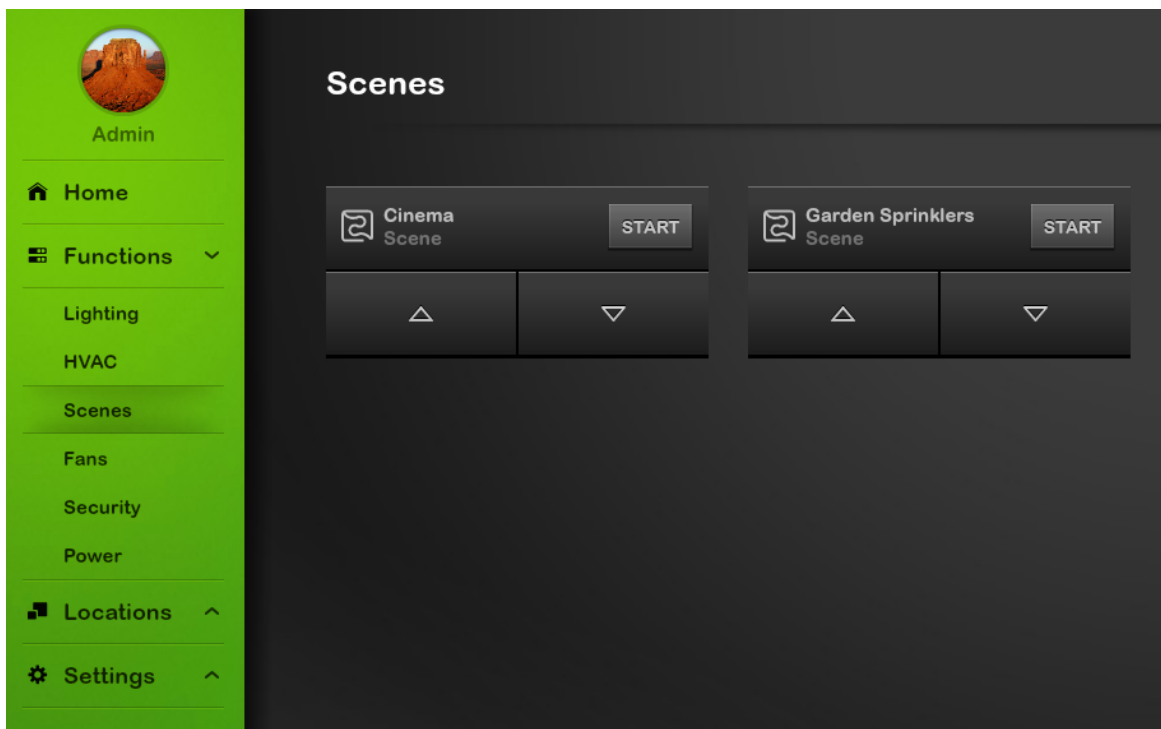 Admin
Home
Functions
Lighting
HVAC
Scenes
Fans
Security
Power
Locations
Settings
Scenes
Cinema
Scene
START
Garden Sprinklers
Scene
START